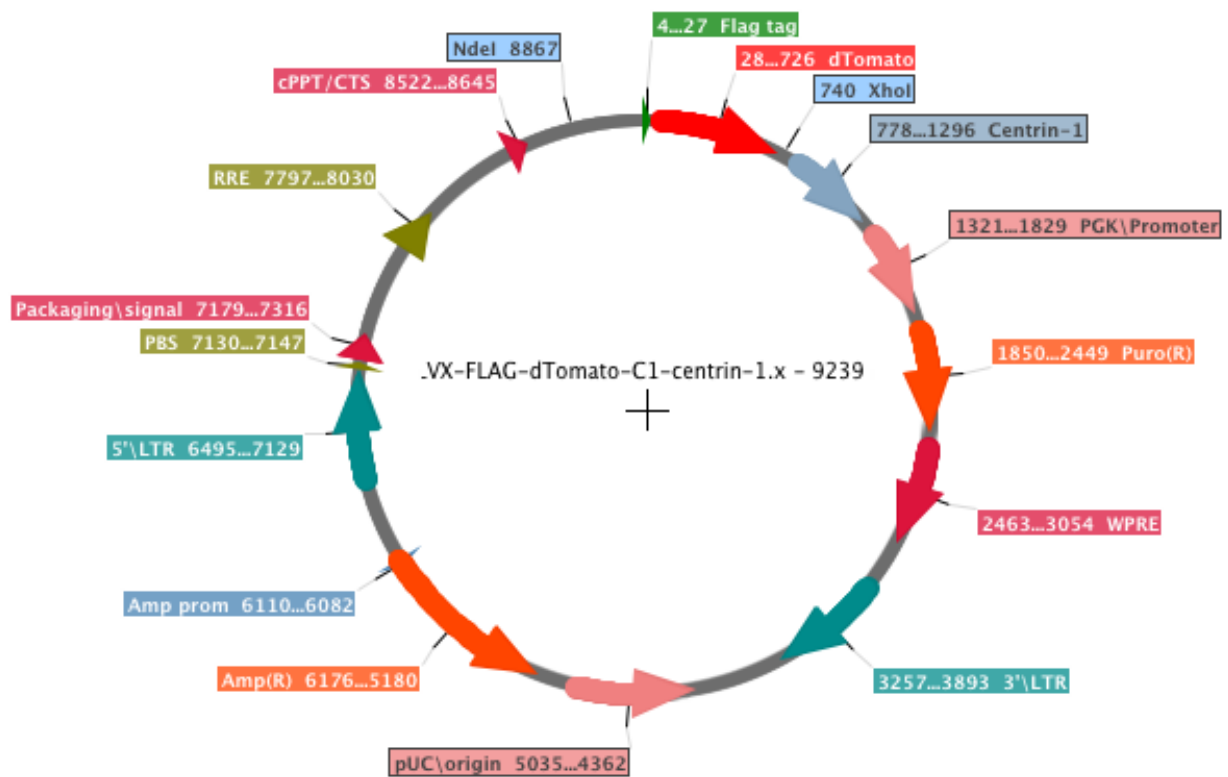 4...27 Flag tag
28...726 dTomato
740 XhoI
778...1296 Centrin-1
1321...1829 PGK\Promoter
1850...2449 Puro(R)
2463...3054 WPRE
3257...3893 3'\LTR
pUC\origin 5035...4362
Amp(R) 6176...5180
Amp prom 6110...6082
5'\LTR 6495...7129
PBS 7130...7147
Packaging\signal 7179...7316
RRE 7797...8030
cPPT/CTS 8522...8645
NdeI 8867
.VX-FLAG-dTomato-C1-centrin-1.x - 9239